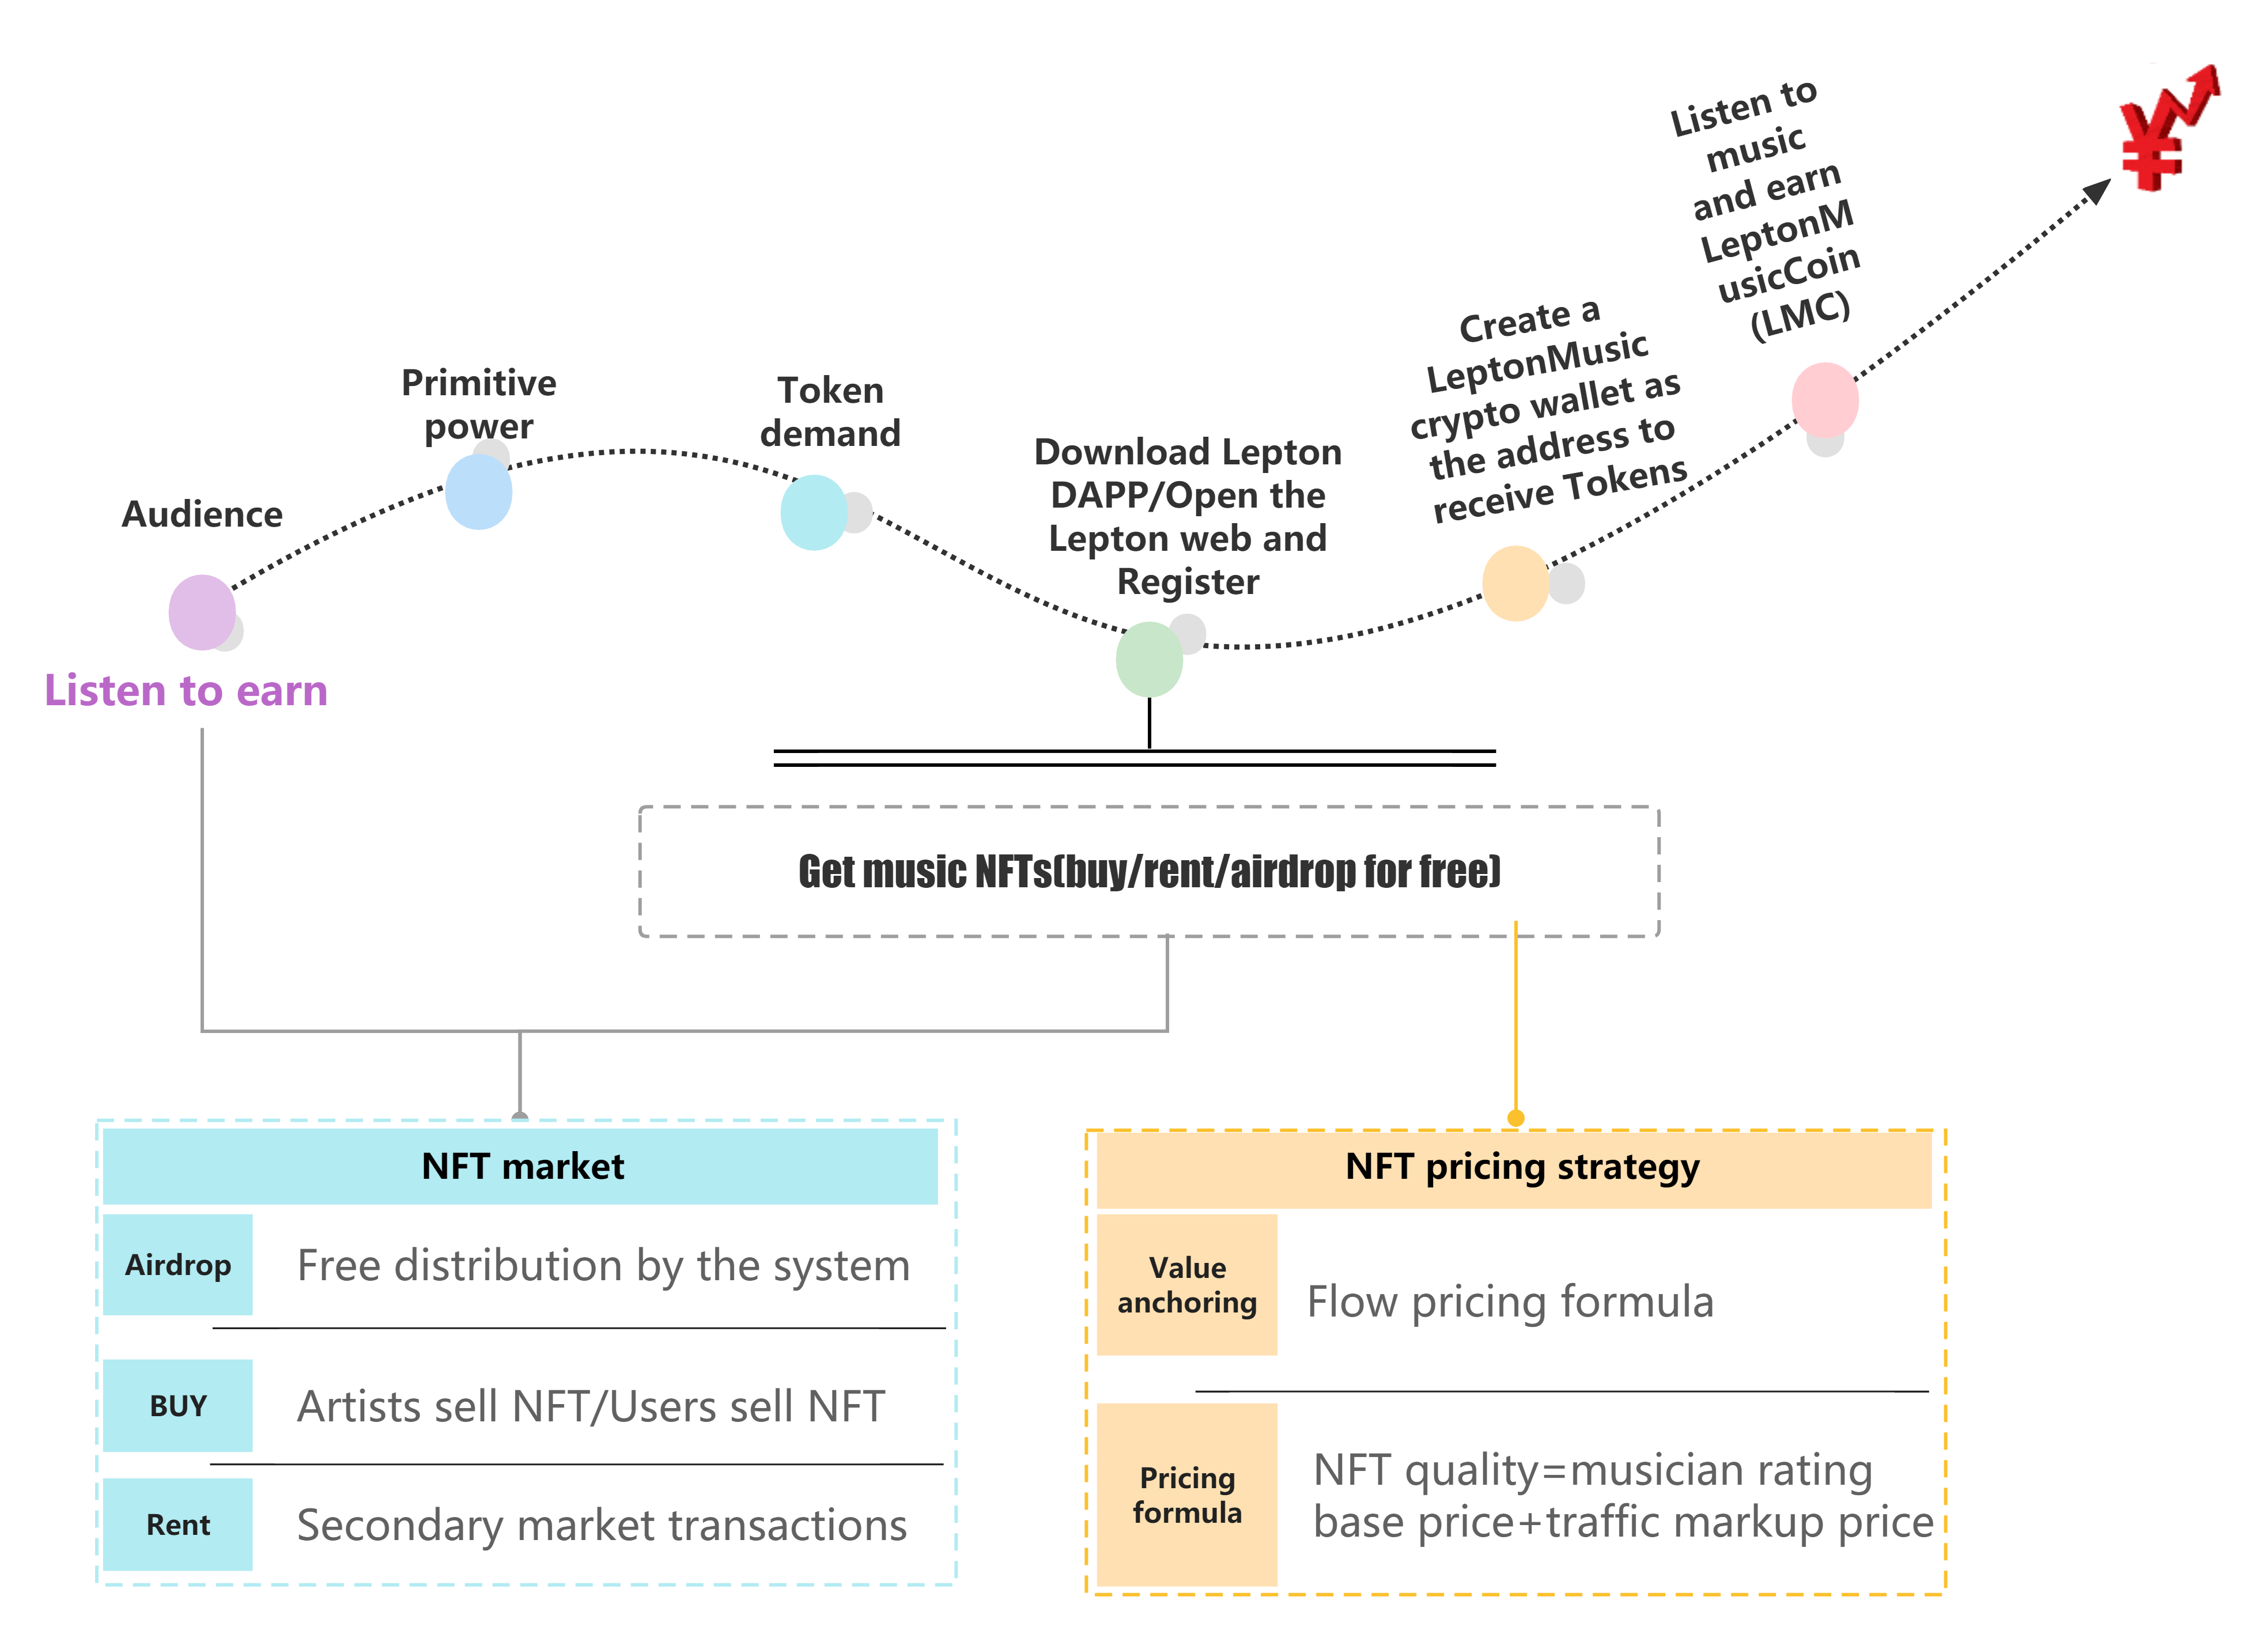 Listen to
music
and earn
LeptonM
usicCoin
(LMC)
Create a
LeptonMusic
crypto wallet as
the address to
receive Tokens
Primitive
power
Token
demand
Download Lepton
DAPP/Open the
Lepton web and
Register
Audience
Listen to earn
Get music NFTs(buy/rent/airdrop for free)
NFT market
Airdrop
Free distribution by the system
BUY
Artists sell NFT/Users sell NFT
Rent
Secondary market transactions
NFT pricing strategy
Value
anchoring
Flow pricing formula
Pricing
formula
NFT quality=musician rating
base price+traffic markup price